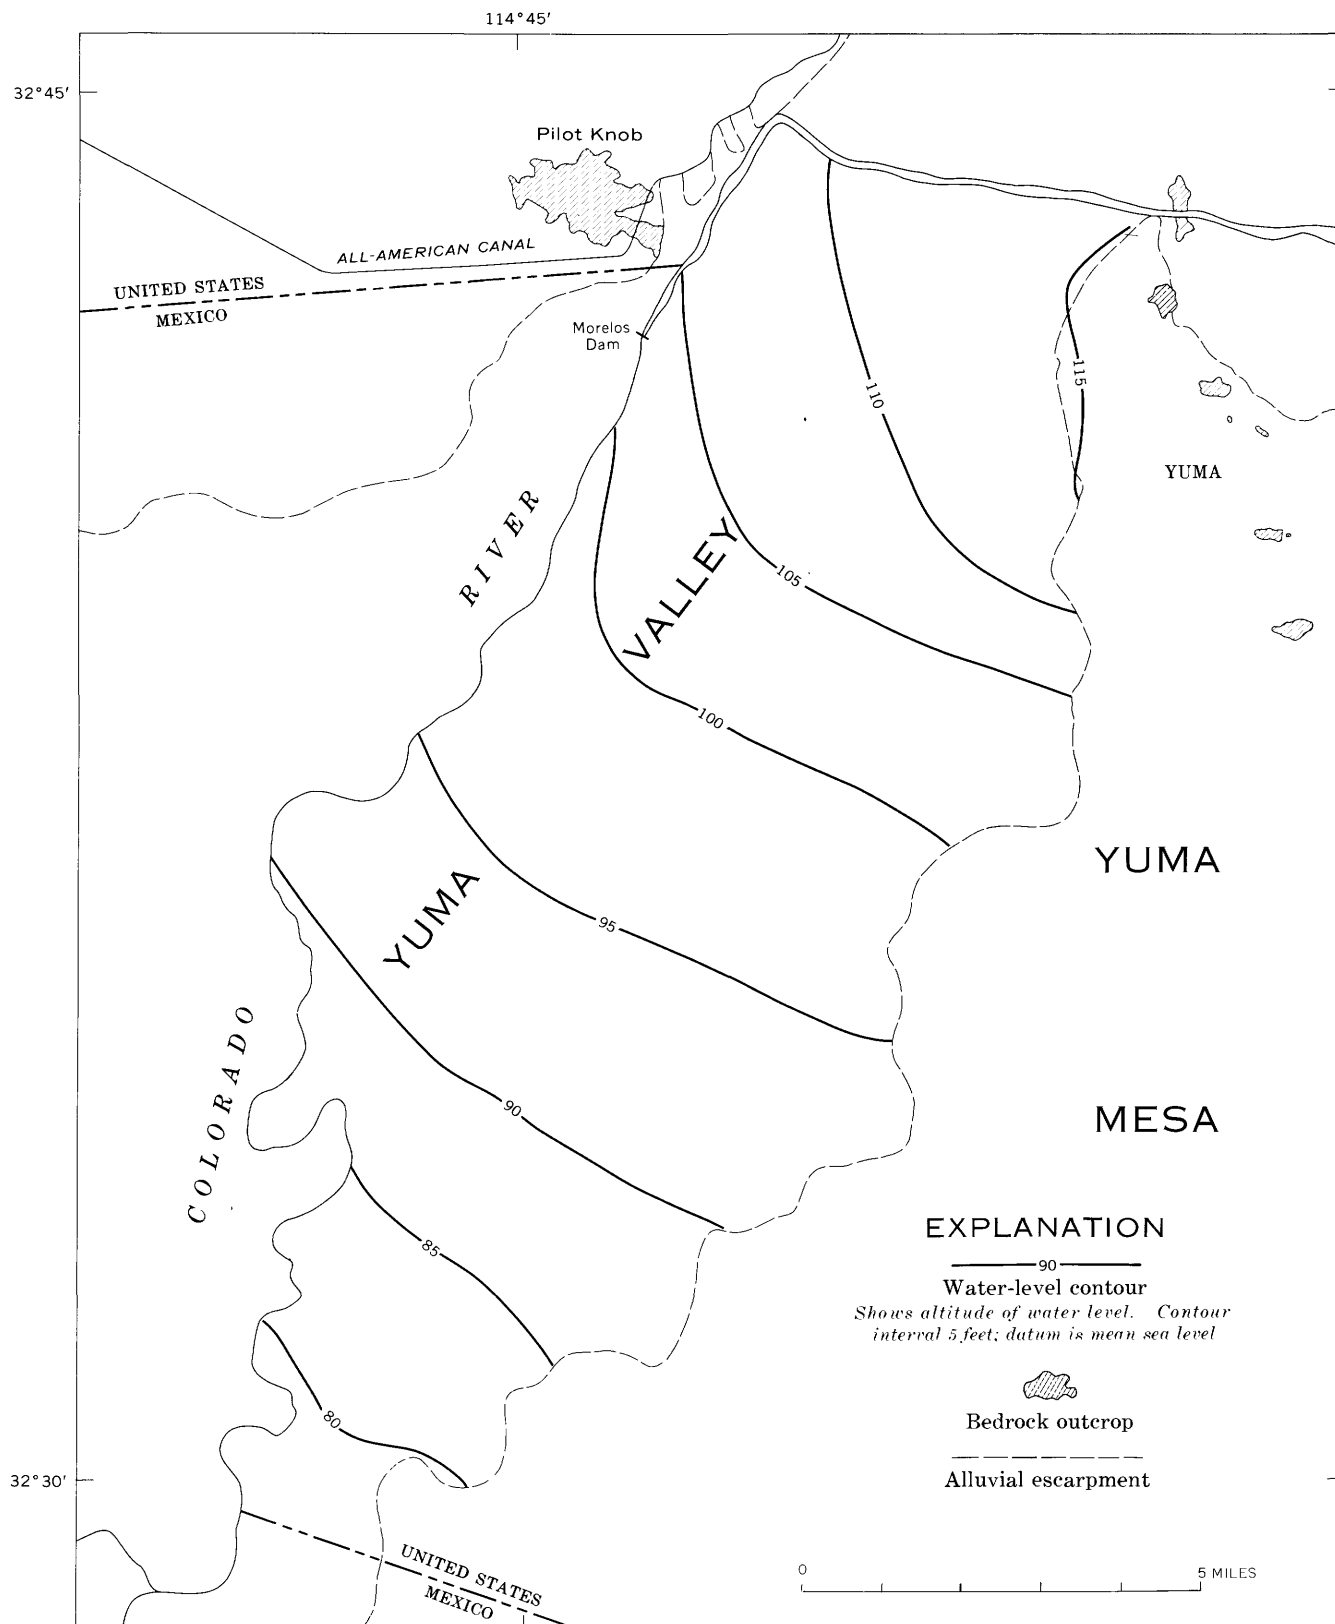 114°45′
32°45′
Pilot Knob
ALL-AMERICAN CANAL
UNITED STATES
MEXICO
Morelos
Dam
110
115
YUMA
RIVER
VALLEY
105
100
YUMA
YUMA
95
COLORADO
90
MESA
85
EXPLANATION
90
Water-level contour
Shows altitude of water level. Contour
interval 5 feet; datum is mean sea level
Bedrock outcrop
80
Alluvial escarpment
32°30′
UNITED STATES
MEXICO
0
5 MILES